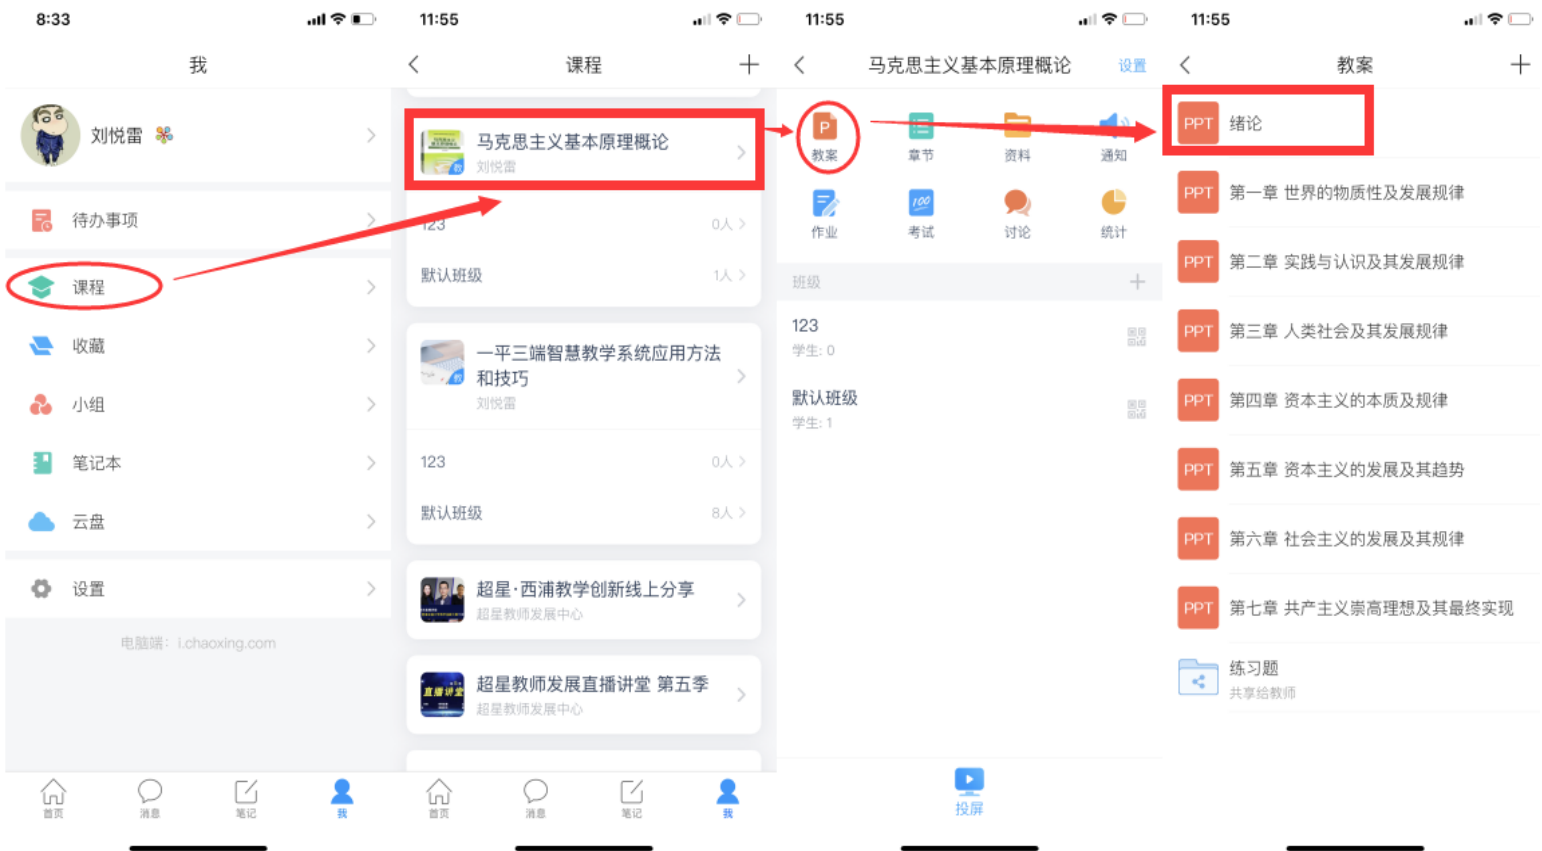 8:33
我
刘悦雷
待办事项
课程
收藏
小组
笔记本
云盘
设置
电脑端：i.chaoxing.com
首页
消息
笔记
我
11:55
课程
马克思主义基本原理概论
刘悦雷
教
123
0人
默认班级
1人
一平三端智慧教学系统应用方法
和技巧
刘悦雷
教
123
0人
默认班级
8人
超星·西浦教学创新线上分享
超星教师发展中心
直播讲堂
超星教师发展直播讲堂 第五季
超星教师发展中心
首页
消息
笔记
我
11:55
马克思主义基本原理概论
设置
P
教案
章节
资料
通知
作业
100
考试
讨论
统计
班级
123
学生: 0
默认班级
学生: 1
投屏
11:55
教案
PPT 绪论
PPT 第一章 世界的物质性及发展规律
PPT 第二章 实践与认识及其发展规律
PPT 第三章 人类社会及其发展规律
PPT 第四章 资本主义的本质及规律
PPT 第五章 资本主义的发展及其趋势
PPT 第六章 社会主义的发展及其规律
PPT 第七章 共产主义崇高理想及其最终实现
练习题
共享给教师